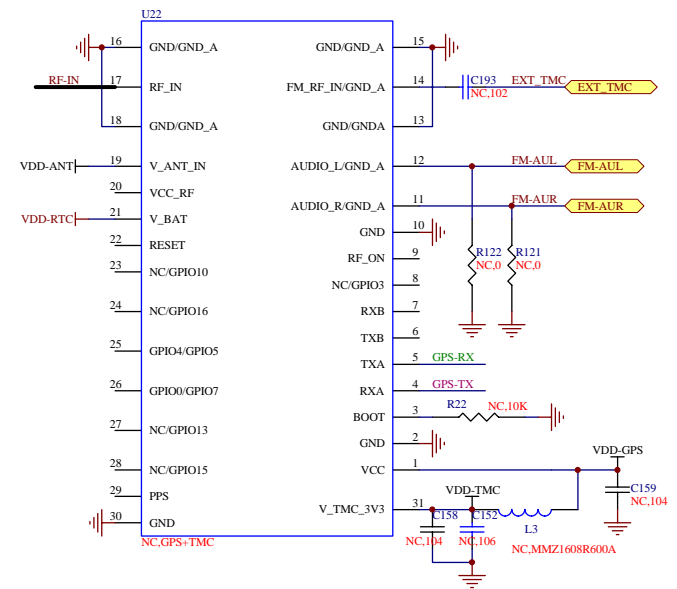 U22
16 GND/GND_A GND/GND_A 15
RF-IN 17 RF_IN FM_RF_IN/GND_A 14 C193 EXT_TMC EXT_TMC
NC,102
18 GND/GND_A GND/GNDA 13
VDD-ANT 19 V_ANT_IN AUDIO_L/GND_A 12 FM-AUL FM-AUL
20 VCC_RF
AUDIO_R/GND_A 11 FM-AUR FM-AUR
VDD-RTC 21 V_BAT
GND 10
22 RESET
RF_ON 9 R122 R121
NC,0 NC,0
23 NC/GPIO10
NC/GPIO3 8
24 NC/GPIO16 RXB 7
TXB 6
25 GPIO4/GPIO5
TXA 5 GPS-RX
26 GPIO0/GPIO7 RXA 4 GPS-TX
BOOT 3 R22 NC,10K
27 NC/GPIO13
GND 2
VDD-GPS
28 NC/GPIO15 VCC 1
29 PPS VDD-TMC C159
NC,104
V_TMC_3V3 31
30 GND C158 C152 L3
NC,GPS+TMC NC,104 NC,106
NC,MMZ1608R600A